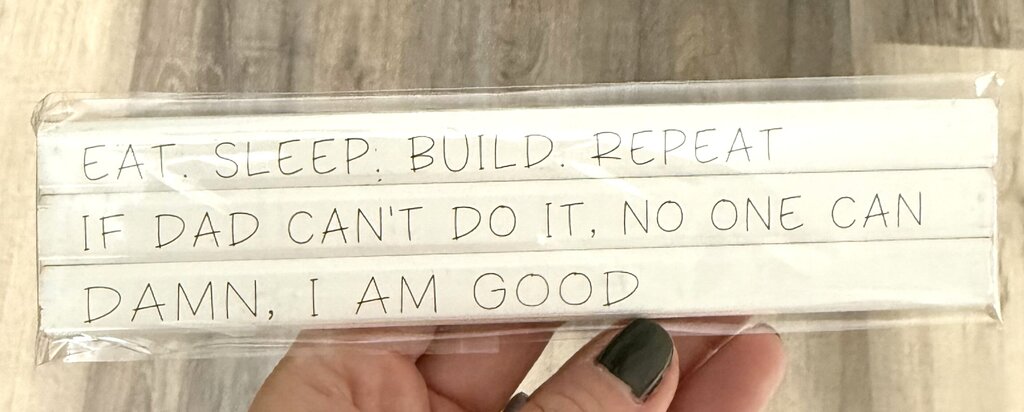 EAT. SLEEP. BUILD. REPEAT
IF DAD CAN'T DO IT, NO ONE CAN
DAMN, I AM GOOD